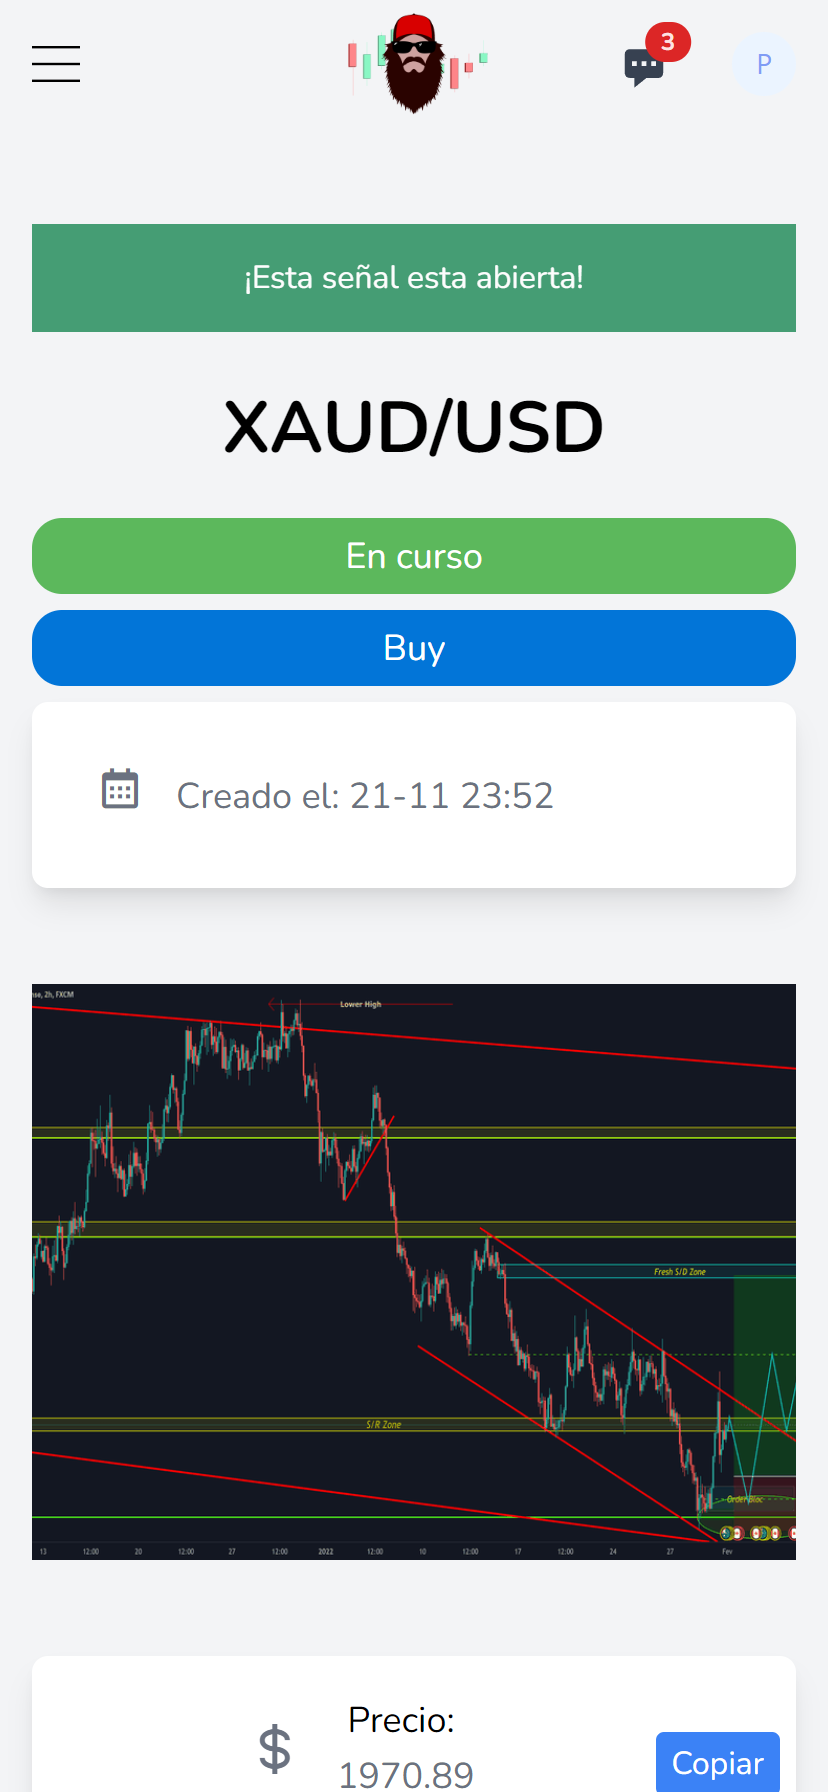 3
P
¡Esta señal esta abierta!
XAUD/USD
En curso
Buy
Creado el: 21-11 23:52
2h, FXCM
Lower High
Fresh S/D Zone
S/R Zone
Order Bloc
13 12:00 20 12:00 27 12:00 2022 12:00 10 12:00 17 12:00 24 27 Fev
Precio:
1970.89
Copiar